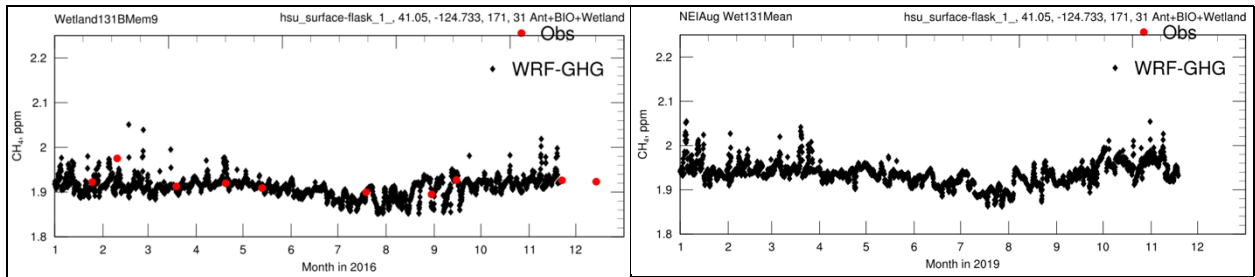 Wetland131BMem9
hsu_surface-flask_1_, 41.05, -124.733, 171, 31 Ant+BIO+Wetland
Obs
WRF-GHG
2.2
2.1
2
1.9
1.8
CH4, ppm
1 2 3 4 5 6 7 8 9 10 11 12
Month in 2016
NEIAug Wet131Mean
hsu_surface-flask_1_, 41.05, -124.733, 171, 31 Ant+BIO+Wetland
Obs
WRF-GHG
2.2
2.1
2
1.9
1.8
CH4, ppm
1 2 3 4 5 6 7 8 9 10 11 12
Month in 2019